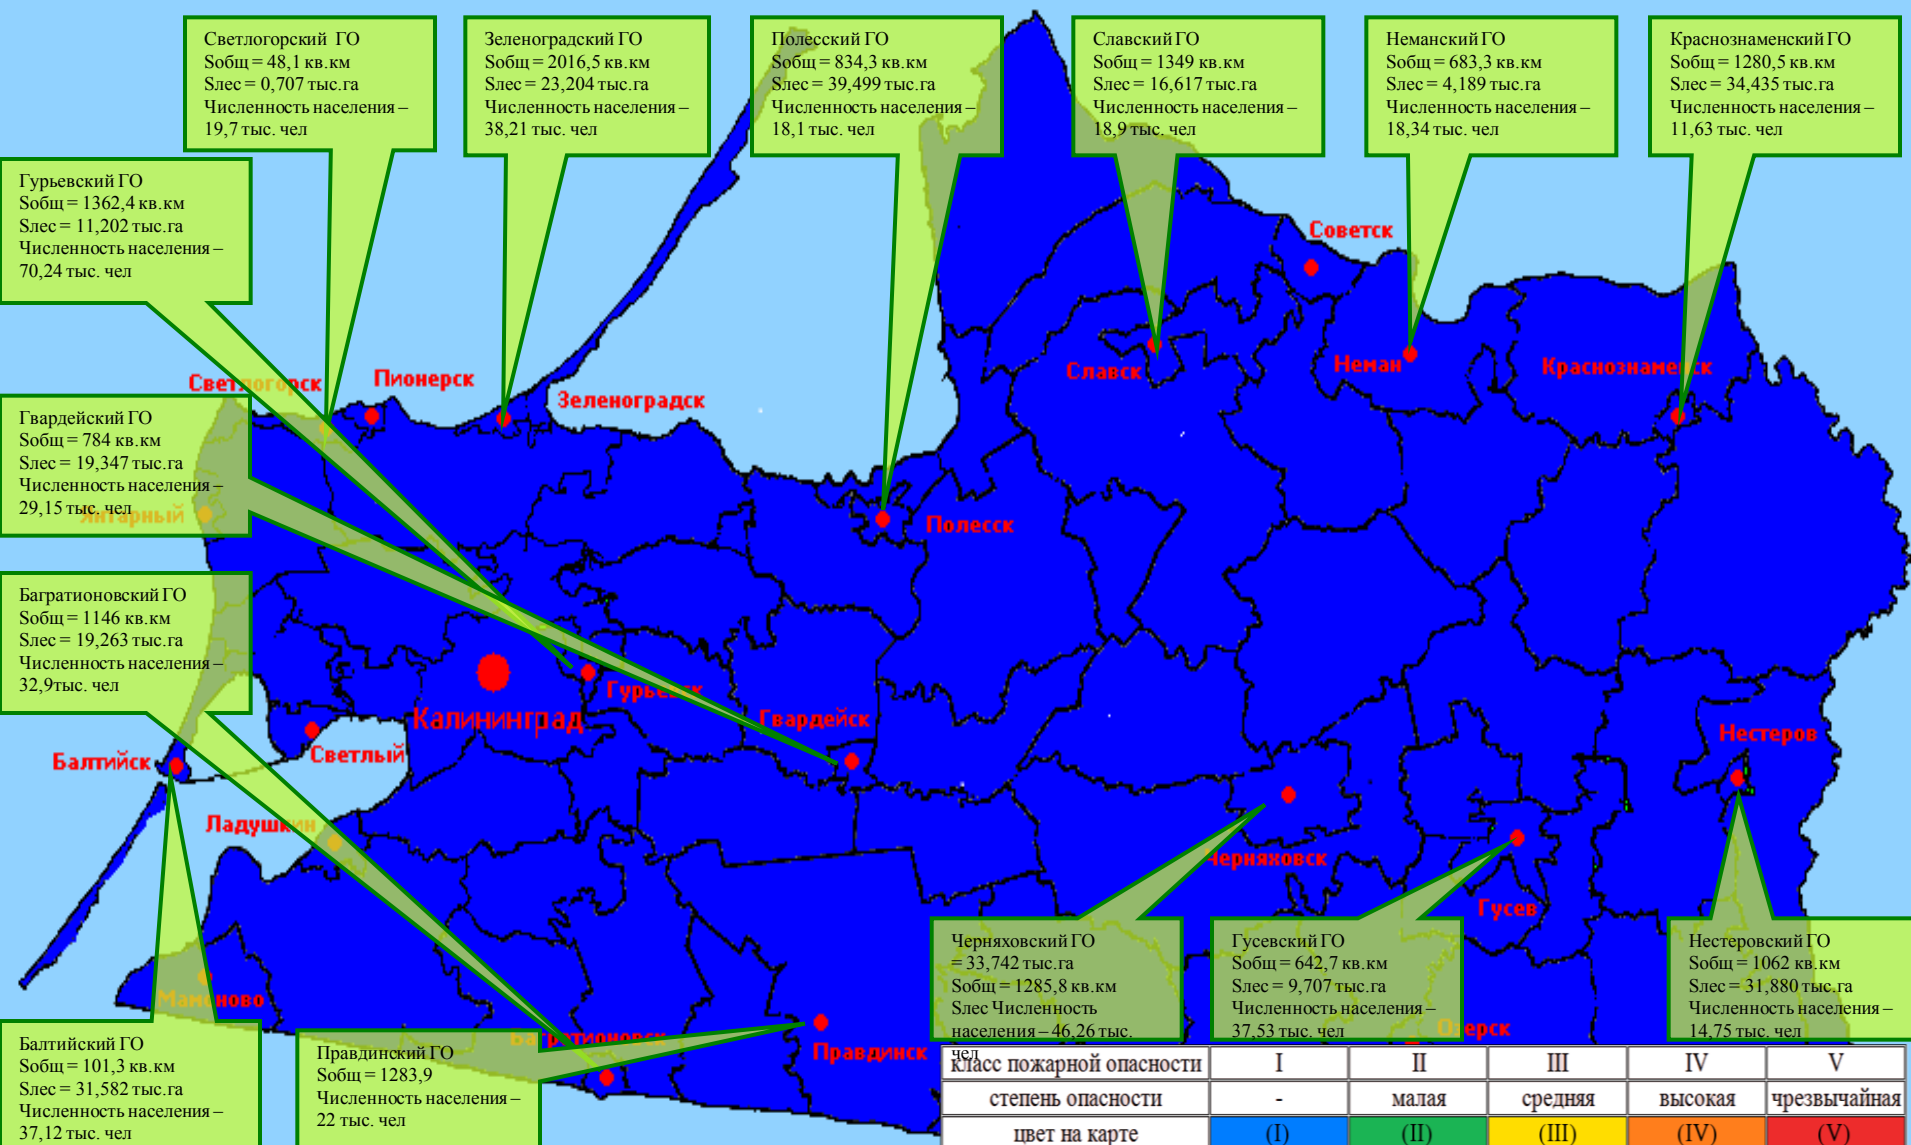 Светлогорский ГО
Sобщ = 48,1 кв.км
Sлес = 0,707 тыс.га
Численность населения –
19,7 тыс. чел
Зеленоградский ГО
Sобщ = 2016,5 кв.км
Sлес = 23,204 тыс.га
Численность населения –
38,21 тыс. чел
Полесский ГО
Sобщ = 834,3 кв.км
Sлес = 39,499 тыс.га
Численность населения –
18,1 тыс. чел
Славский ГО
Sобщ = 1349 кв.км
Sлес = 16,617 тыс.га
Численность населения –
18,9 тыс. чел
Неманский ГО
Sобщ = 683,3 кв.км
Sлес = 4,189 тыс.га
Численность населения –
18,34 тыс. чел
Краснознаменский ГО
Sобщ = 1280,5 кв.км
Sлес = 34,435 тыс.га
Численность населения –
11,63 тыс. чел
Гурьевский ГО
Sобщ = 1362,4 кв.км
Sлес = 11,202 тыс.га
Численность населения –
70,24 тыс. чел
Советск
Славск
Неман
Краснознаменск
Светлогорск
Пионерск
Зеленоградск
Гвардейский ГО
Sобщ = 784 кв.км
Sлес = 19,347 тыс.га
Численность населения –
29,15 тыс. чел
Янтарный
Полесск
Багратионовский ГО
Sобщ = 1146 кв.км
Sлес = 19,263 тыс.га
Численность населения –
32,9тыс. чел
Гурьевск
Калининград
Гвардейск
Нестеров
Балтийск
Светлый
Ладушкин
Черняховск
Гусев
Мамоново
Багратионовск
Правдинск
Озерск
Черняховский ГО
= 33,742 тыс.га
Sобщ = 1285,8 кв.км
Sлес Численность
населения – 46,26 тыс.
чел
Гусевский ГО
Sобщ = 642,7 кв.км
Sлес = 9,707 тыс.га
Численность населения –
37,53 тыс. чел
Нестеровский ГО
Sобщ = 1062 кв.км
Sлес = 31,880 тыс.га
Численность населения –
14,75 тыс. чел
Балтийский ГО
Sобщ = 101,3 кв.км
Sлес = 31,582 тыс.га
Численность населения –
37,12 тыс. чел
Правдинский ГО
Sобщ = 1283,9
Численность населения –
22 тыс. чел
класс пожарной опасности I II III IV V
степень опасности - малая средняя высокая чрезвычайная
цвет на карте (I) (II) (III) (IV) (V)